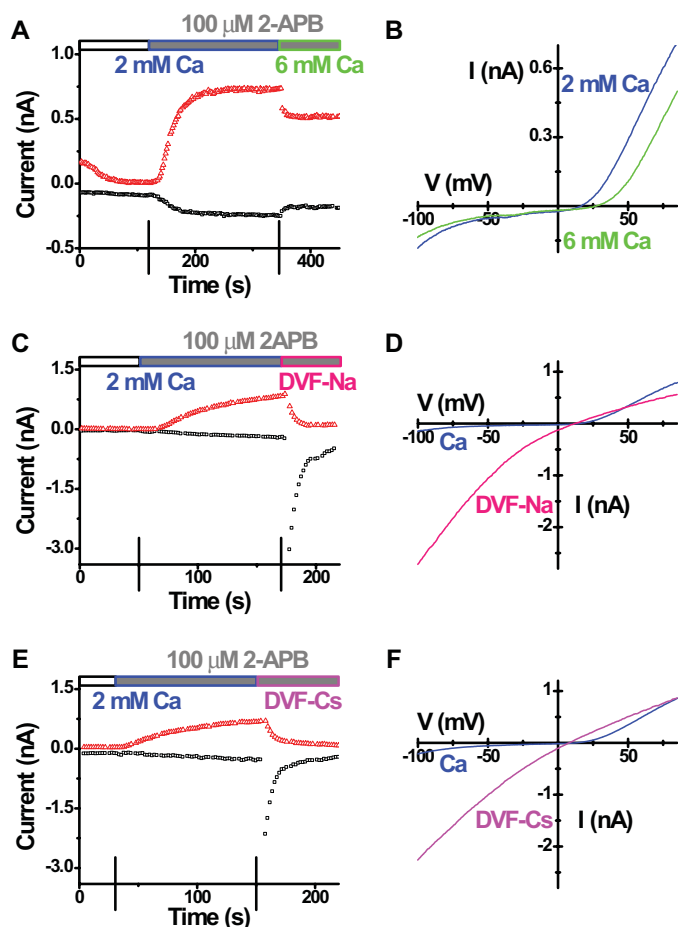 A
100 μM 2-APB
2 mM Ca
6 mM Ca
1.0
0.5
0.0
-0.5
Current (nA)
0
200
400
Time (s)
B
I (nA)
0.6
0.3
2 mM Ca
V (mV)
-100
-50
50
6 mM Ca
C
100 μM 2APB
2 mM Ca
DVF-Na
1.5
0.0
-1.5
-3.0
Current (nA)
0
100
200
Time (s)
D
1
V (mV)
-100
-50
50
Ca
-1
DVF-Na
I (nA)
-2
E
100 μM 2-APB
2 mM Ca
DVF-Cs
1.5
0.0
-1.5
-3.0
Current (nA)
0
100
200
Time (s)
F
1
V (mV)
-100
-50
50
Ca
-1
DVF-Cs
I (nA)
-2